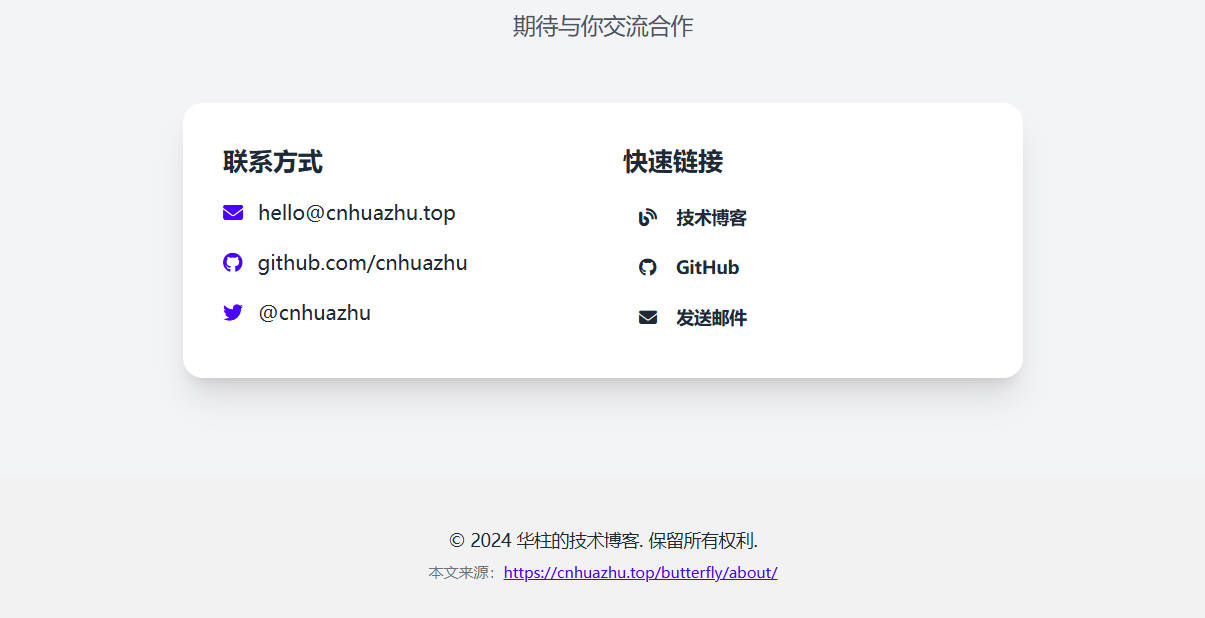 期待与你交流合作
联系方式
hello@cnhuazhu.top
github.com/cnhuazhu
@cnhuazhu
快速链接
技术博客
GitHub
发送邮件
© 2024 华柱的技术博客. 保留所有权利.
本文来源：https://cnhuazhu.top/butterfly/about/